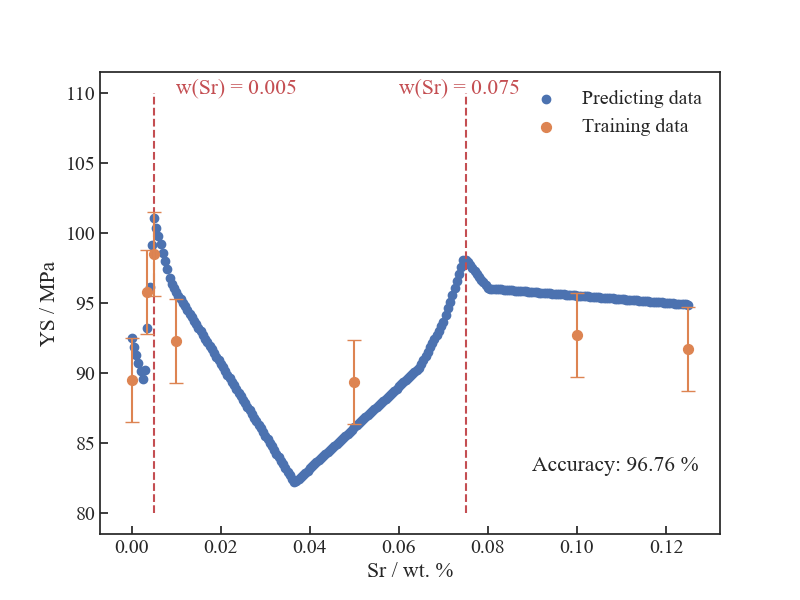 w(Sr) = 0.005
w(Sr) = 0.075
Predicting data
Training data
110
105
100
95
90
85
80
YS / MPa
Accuracy: 96.76 %
0.00
0.02
0.04
0.06
0.08
0.10
0.12
Sr / wt. %